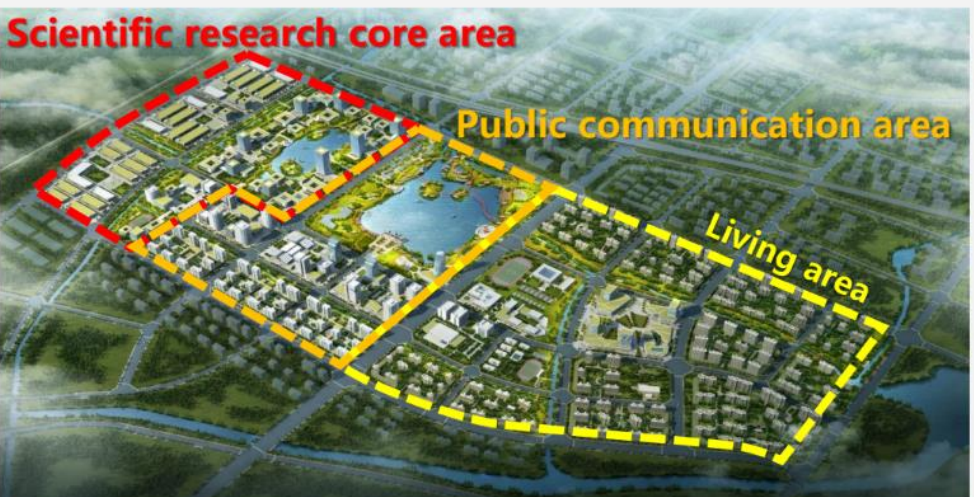 Scientific research core area
Public communication area
Living area